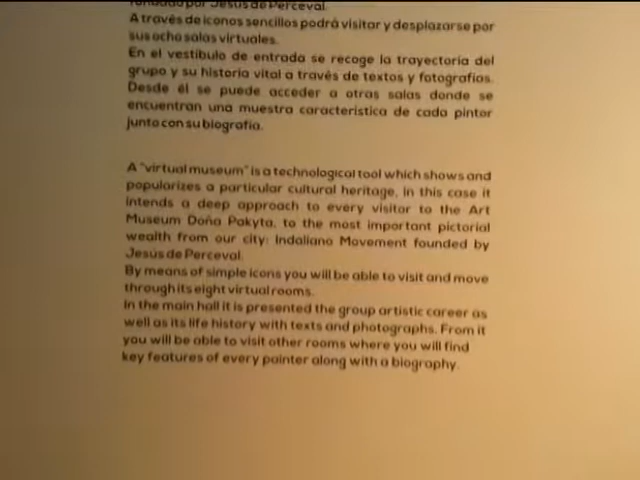 fundado por Jesús de Perceval.
A través de iconos sencillos podrá visitar y desplazarse por
sus ocho salas virtuales.
En el vestíbulo de entrada se recoge la trayectoria del
grupo y su historia vital a través de textos y fotografías.
Desde él se puede acceder a otras salas donde se
encuentran una muestra característica de cada pintor
junto con su biografía.
A "virtual museum" is a technological tool which shows and
popularizes a particular cultural heritage. In this case it
intends a deep approach to every visitor to the Art
Museum Doña Pakyta, to the most important pictorial
wealth from our city: Indaliano Movement founded by
Jesús de Perceval.
By means of simple icons you will be able to visit and move
through its eight virtual rooms.
In the main hall it is presented the group artistic career as
well as its life history with texts and photographs. From it
you will be able to visit other rooms where you will find
key features of every painter along with a biography.